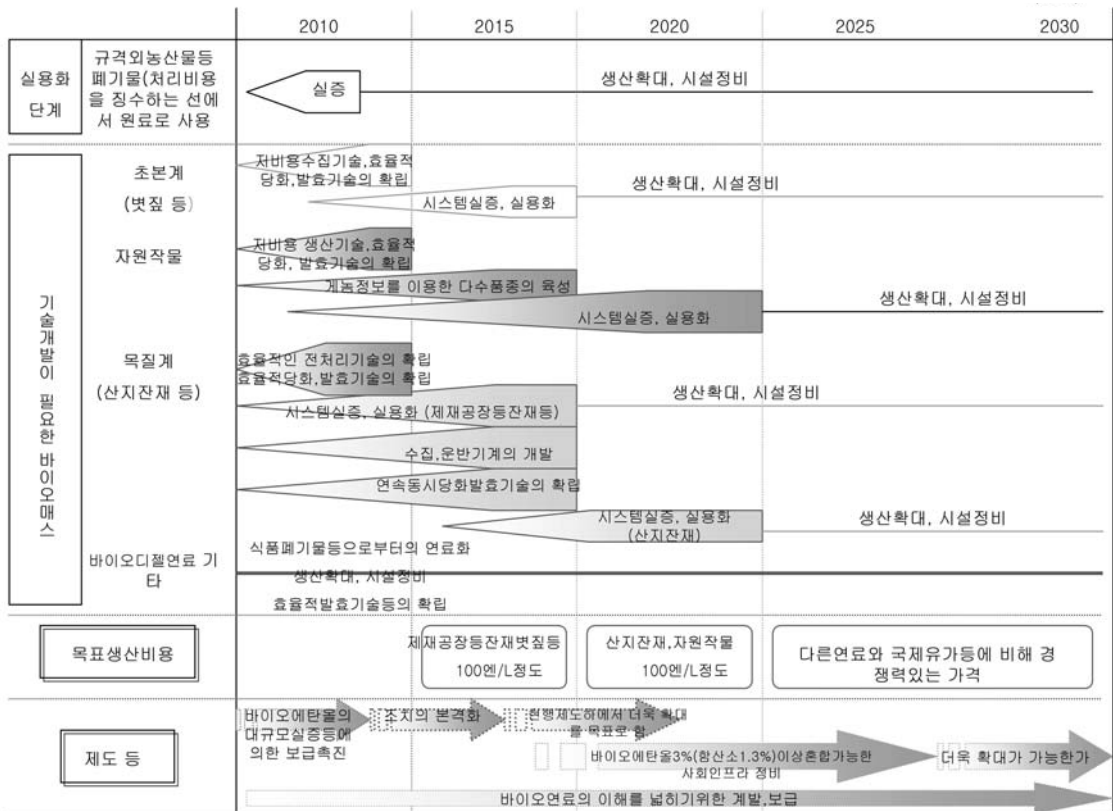 2010 2015 2020 2025 2030
실용화
단계
규격외농산물등
폐기물(처리비용
을 징수하는 선에
서 원료로 사용
실증
생산확대, 시설정비
기술개발이 필요한 바이오매스
초본계
(볏짚 등)
저비용수집기술,효율적
당화,발효기술의 확립
시스템실증, 실용화
생산확대, 시설정비
자원작물
저비용 생산기술,효율적
당화, 발효기술의 확립
게놈정보를 이용한 다수품종의 육성
시스템실증, 실용화
생산확대, 시설정비
목질계
(산지잔재 등)
효율적인 전처리기술의 확립
효율적당화,발효기술의 확립
시스템실증, 실용화 (제재공장등잔재등)
생산확대, 시설정비
수집,운반기계의 개발
연속동시당화발효기술의 확립
시스템실증, 실용화
(산지잔재)
생산확대, 시설정비
바이오디젤연료 기
타
식품폐기물등으로부터의 연료화
생산확대, 시설정비
효율적발효기술등의 확립
목표생산비용
제재공장등잔재볏짚등
100엔/L정도
산지잔재,자원작물
100엔/L정도
다른연료와 국제유가등에 비해 경
쟁력있는 가격
제도 등
바이오에탄올의
대규모실증등에
의한 보급촉진
조치의 본격화
현행제도하에서 더욱 확대
를 목표로 함
바이오에탄올3%(함산소1.3%)이상혼합가능한
사회인프라 정비
더욱 확대가 가능한가
바이오연료의 이해를 넓히기위한 계발,보급